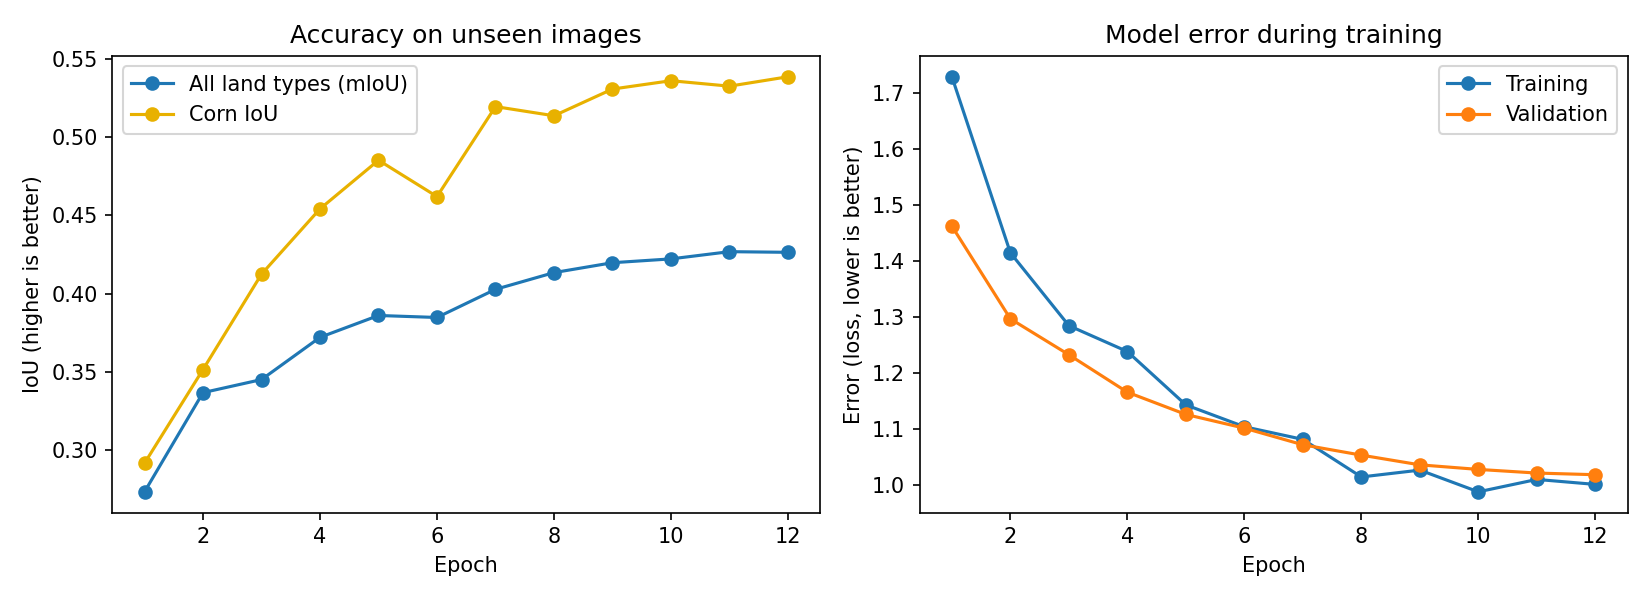 Accuracy on unseen images
All land types (mIoU)
Corn IoU
IoU (higher is better)
0.55
0.50
0.45
0.40
0.35
0.30
2 4 6 8 10 12
Epoch
Model error during training
Training
Validation
Error (loss, lower is better)
1.7
1.6
1.5
1.4
1.3
1.2
1.1
1.0
2 4 6 8 10 12
Epoch